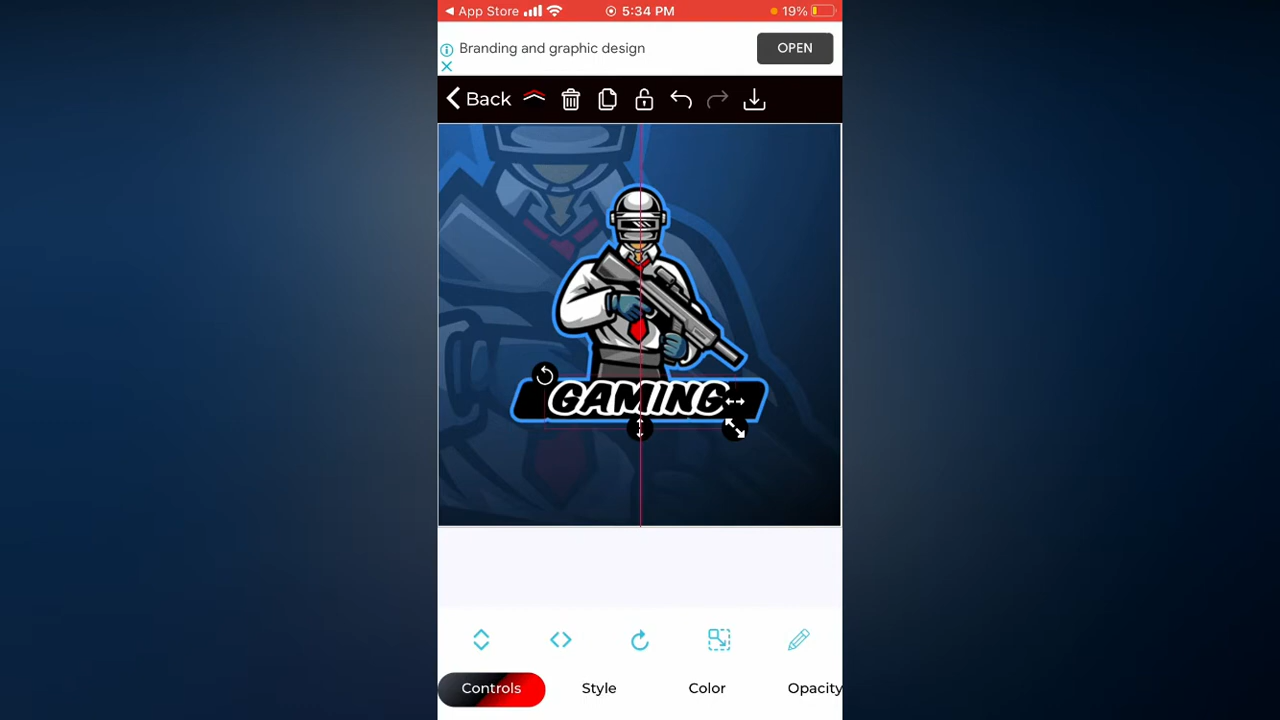 App Store
5:34 PM
19%
Branding and graphic design
OPEN
Back
GAMING
Controls
Style
Color
Opacity